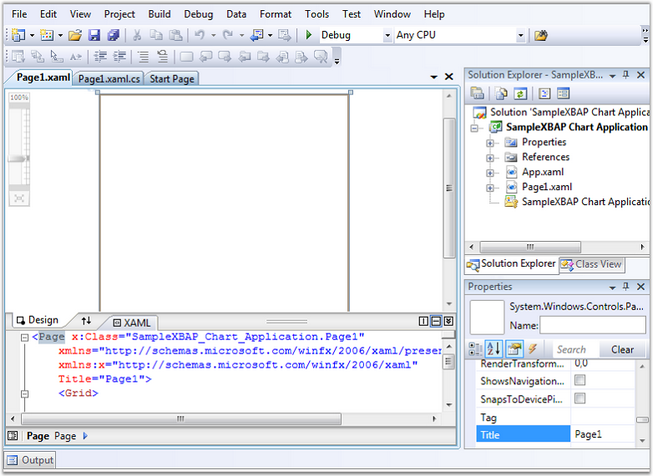 File Edit View Project Build Debug Data Format Tools Test Window Help
Debug Any CPU
Page1.xaml Page1.xaml.cs Start Page
100%
Design XAML
<Page x:Class="SampleXBAP_Chart_Application.Page1"
xmlns="http://schemas.microsoft.com/winfx/2006/xaml/presen
xmlns:x="http://schemas.microsoft.com/winfx/2006/xaml"
Title="Page1">
<Grid>
Page Page
Output
Solution Explorer - SampleXB...
Solution 'SampleXBAP Chart Applica
SampleXBAP Chart Application
Properties
References
App.xaml
Page1.xaml
SampleXBAP Chart Applicatio
Solution Explorer Class View
Properties
System.Windows.Controls.Pa...
Name:
Search Clear
RenderTransform... 0,0
ShowsNavigation...
SnapsToDevicePi...
Tag
Title Page1